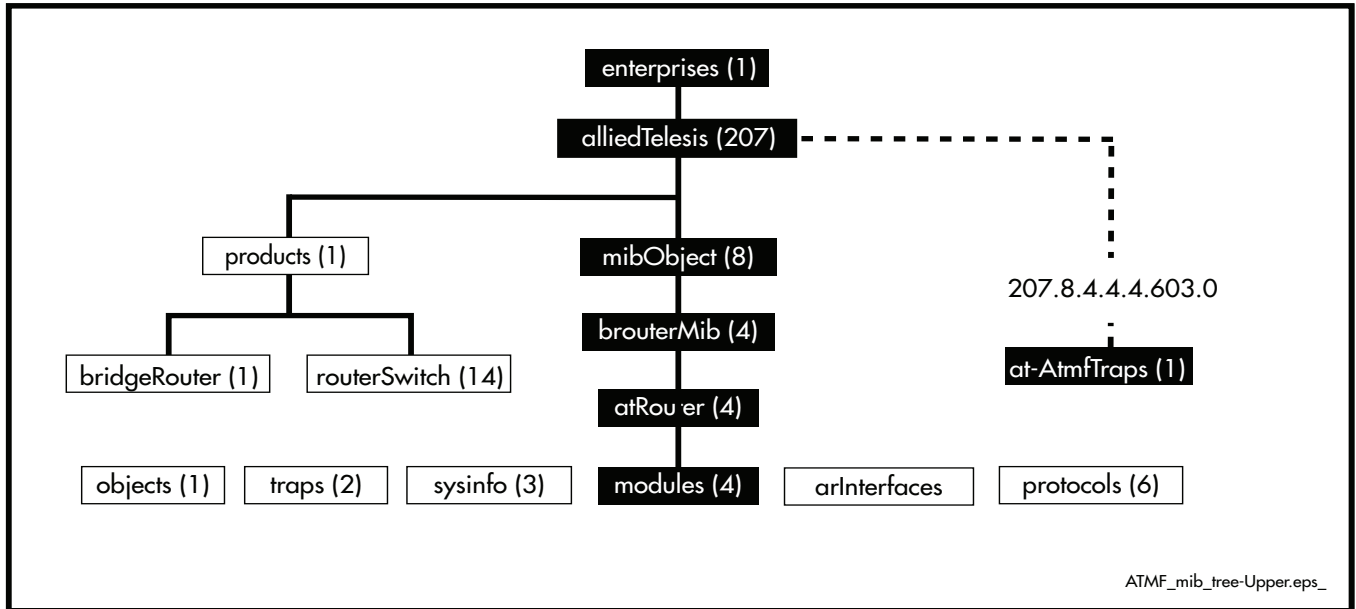 enterprises (1)
alliedTelesis (207)
products (1)
mibObject (8)
207.8.4.4.4.603.0
brouterMib (4)
bridgeRouter (1)
routerSwitch (14)
at-AtmfTraps (1)
atRouter (4)
objects (1)
traps (2)
sysinfo (3)
modules (4)
arInterfaces
protocols (6)
ATMF_mib_tree-Upper.eps_